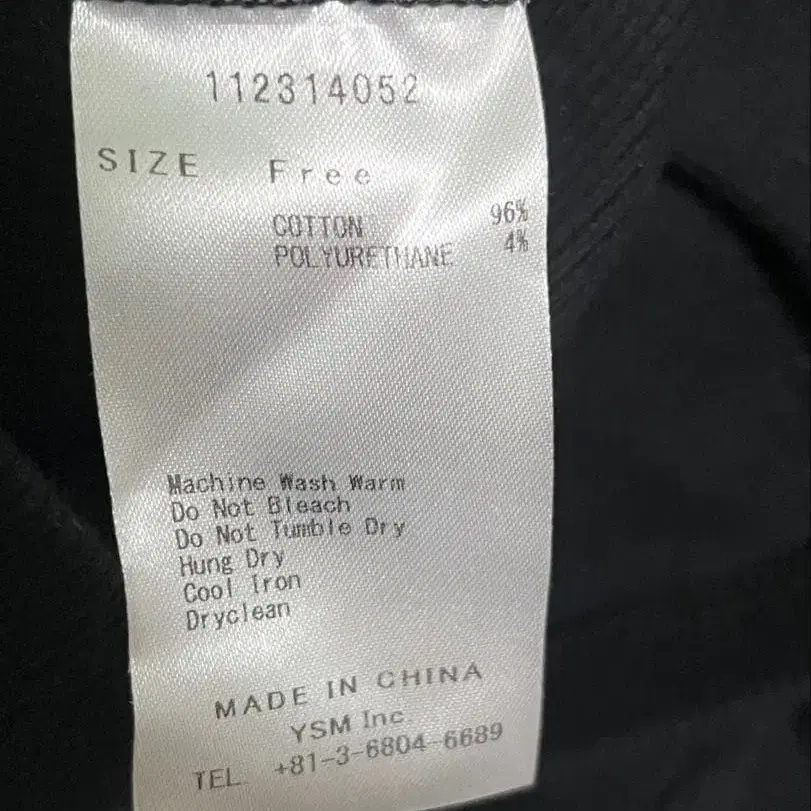 112314052
SIZE Free
COTTON 96%
POLYURETHANE 4%
Machine Wash Warm
Do Not Bleach
Do Not Tumble Dry
Hung Dry
Cool Iron
Dryclean
MADE IN CHINA
YSM Inc.
TEL +81-3-6804-6689